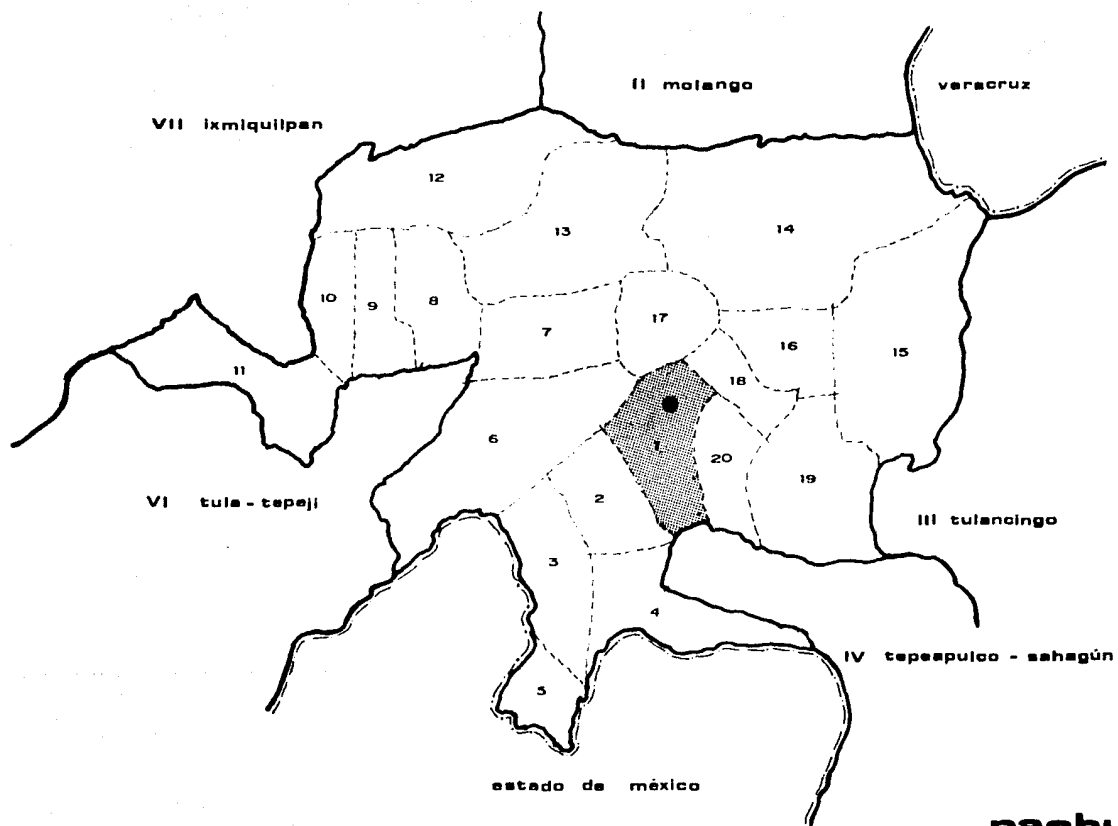 II molango
veracruz
VII ixmiquilpan
12
13
14
10
9
8
7
17
16
15
11
18
1
6
20
19
2
VI tula - tepeji
III tulancingo
3
4
IV tepeapulco - sahagún
5
estado de méxico